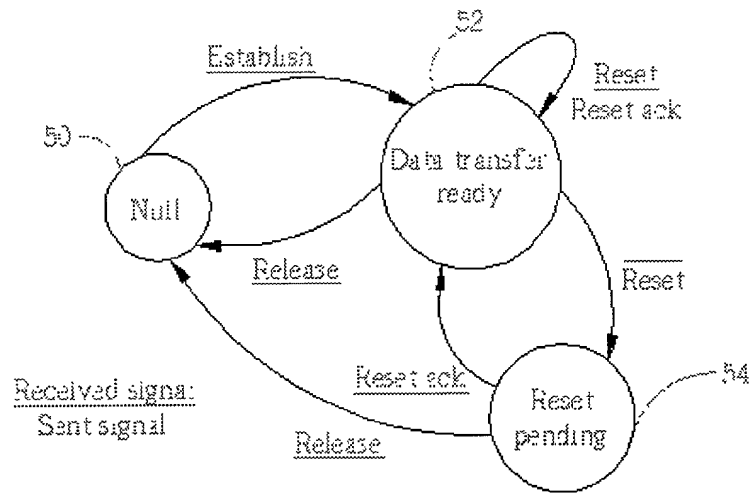 52
Establish
Reset
Reset ack
50
Data transfer
ready
Null
Release
Reset
Reset ack
54
Received signal
Sent signal
Reset
pending
Release